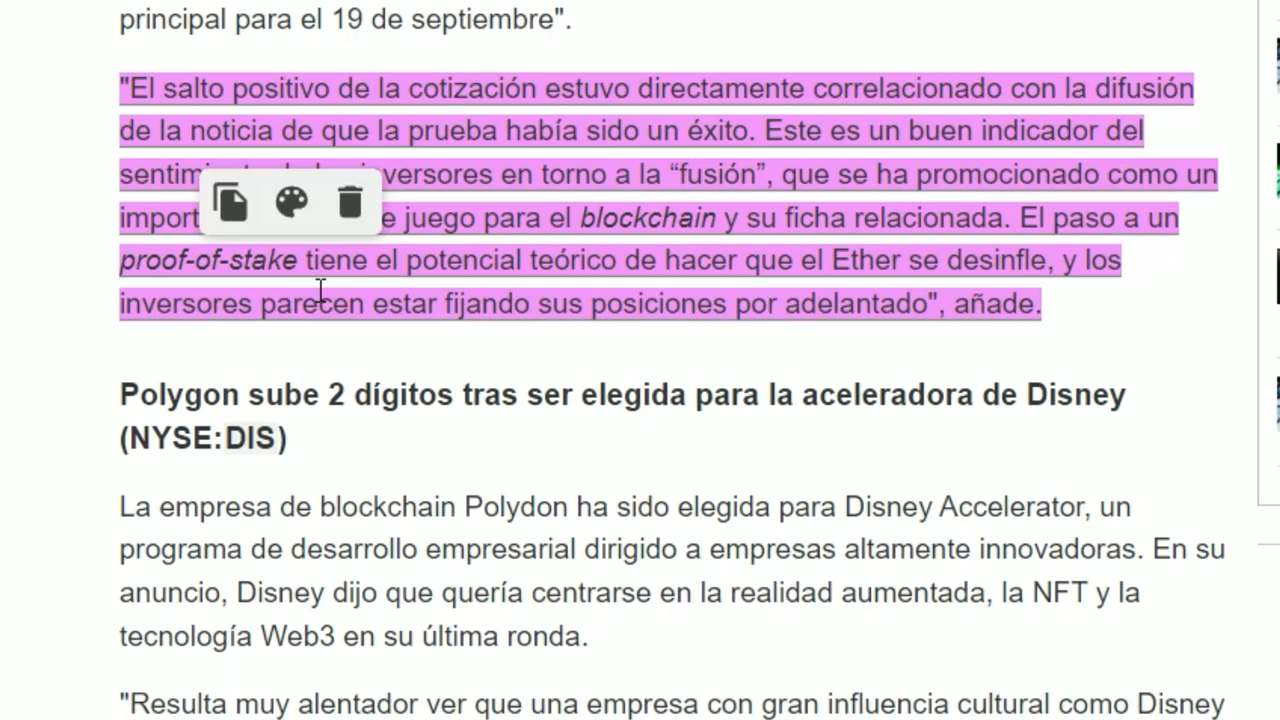 principal para el 19 de septiembre".
"El salto positivo de la cotización estuvo directamente correlacionado con la difusión
de la noticia de que la prueba había sido un éxito. Este es un buen indicador del
en torno a la “fusión”, que se ha promocionado como un
juego para el blockchain y su ficha relacionada. El paso a un
proof-of-stake tiene el potencial teórico de hacer que el Ether se desinfle, y los
inversores parecen estar fijando sus posiciones por adelantado", añade.
Polygon sube 2 dígitos tras ser elegida para la aceleradora de Disney
(NYSE:DIS)
La empresa de blockchain Polydon ha sido elegida para Disney Accelerator, un
programa de desarrollo empresarial dirigido a empresas altamente innovadoras. En su
anuncio, Disney dijo que quería centrarse en la realidad aumentada, la NFT y la
tecnología Web3 en su última ronda.
"Resulta muy alentador ver que una empresa con gran influencia cultural como Disney